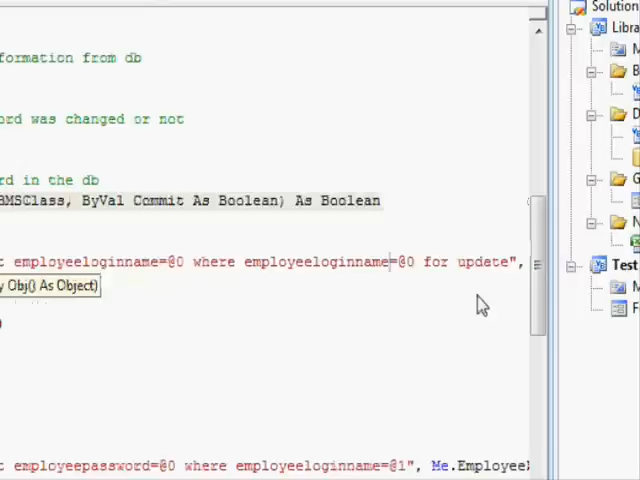 Solution
Libra
formation from db
M
B
ord was changed or not
D
rd in the db
G
BMSClass, ByVal Commit As Boolean) As Boolean
N
t employeeloginname=@0 where employeeloginname=@0 for update",
Test
y Obj() As Object)
M
F
)
t employeepassword=@0 where employeeloginname=@1", Me.Employee